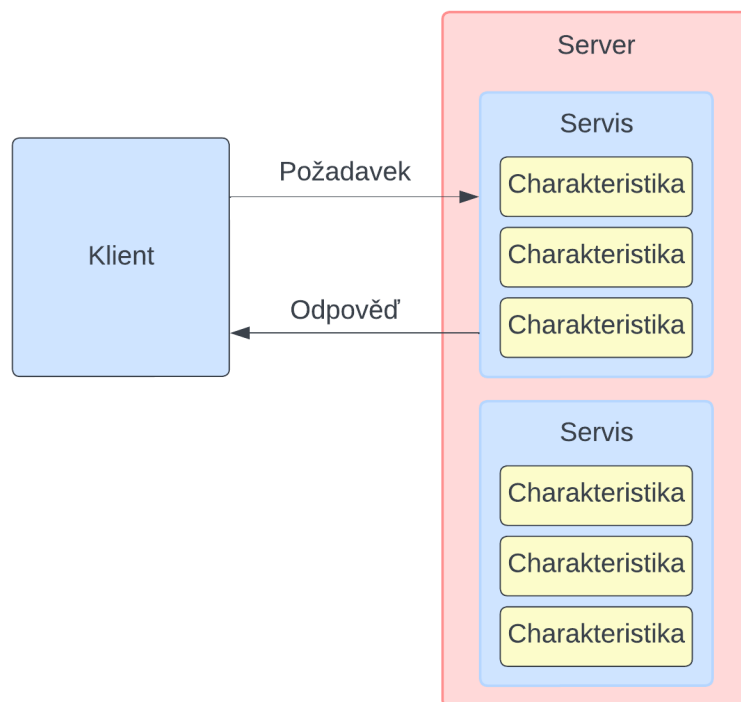 Server
Servis
Charakteristika
Charakteristika
Charakteristika
Klient
Požadavek
Odpověď
Servis
Charakteristika
Charakteristika
Charakteristika